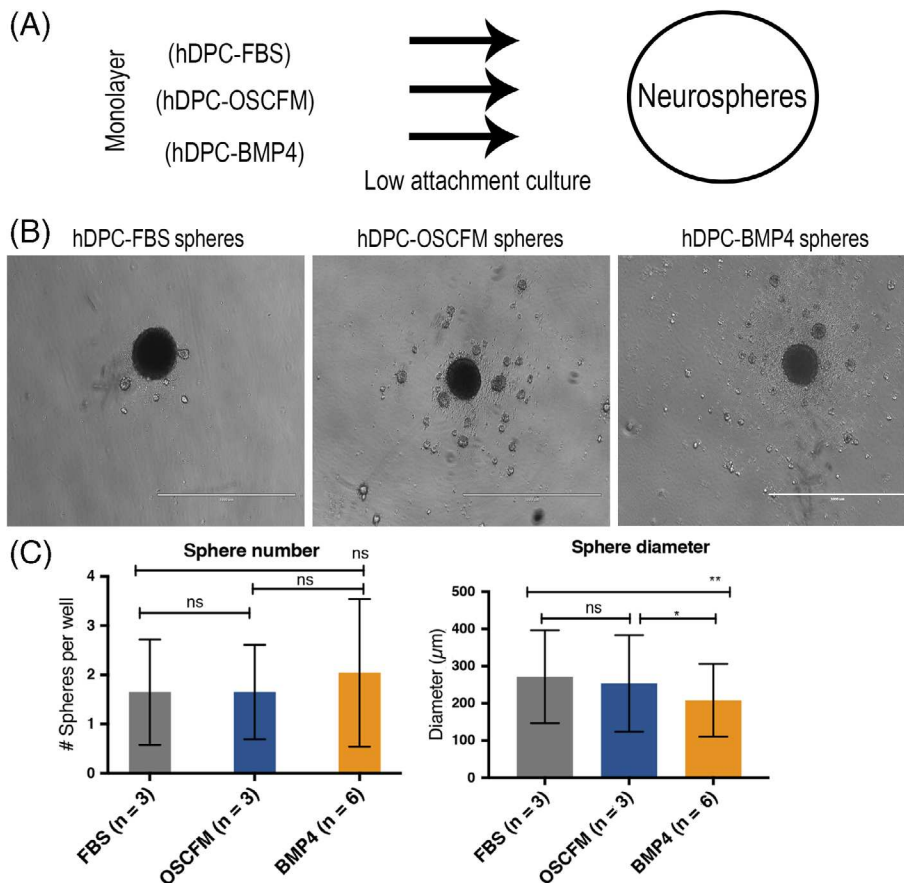 (A)
Monolayer
(hDPC-FBS)
(hDPC-OSCFM)
(hDPC-BMP4)
Low attachment culture
Neurospheres
(B)
hDPC-FBS spheres
hDPC-OSCFM spheres
hDPC-BMP4 spheres
(C)
Sphere number
# Spheres per well
4
3
2
1
0
ns
ns
ns
FBS (n = 3)
OSCFM (n = 3)
BMP4 (n = 6)
Sphere diameter
Diameter (µm)
500
400
300
200
100
0
**
ns
*
FBS (n = 3)
OSCFM (n = 3)
BMP4 (n = 6)